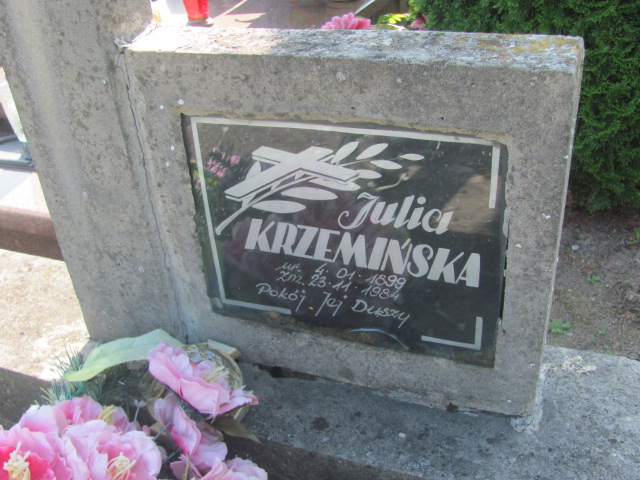 Julia
KRZEMIŃSKA
ur. 4.01.1899
zm. 23.11.1984
Pokój Jej Duszy